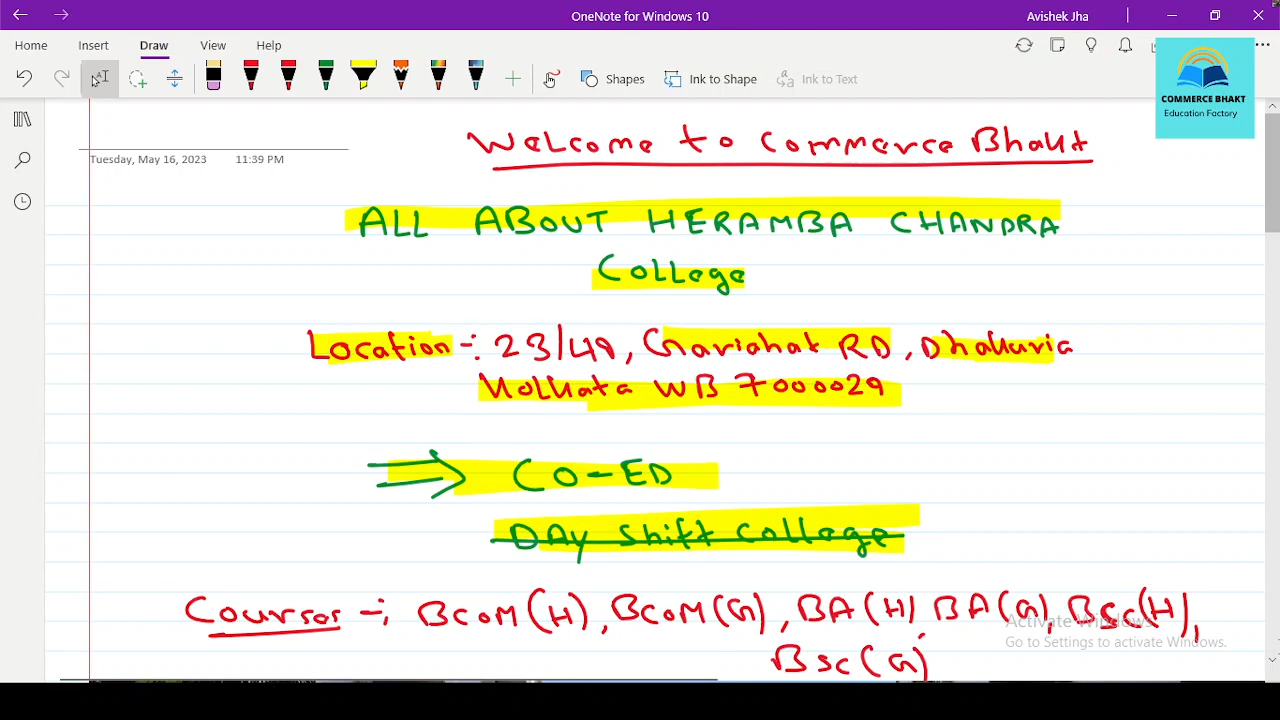 OneNote for Windows 10
Avishek Jha
Home Insert Draw View Help
Shapes Ink to Shape Ink to Text
COMMERCE BHAKT
Education Factory
Tuesday, May 16, 2023 11:39 PM
Welcome to Commerce Bhakt
ALL ABOUT HERAMBA CHANDRA
College
Location -: 23/49, Gariahat RD, Dhakuria
Kolkata WB 7000029
CO-ED
DAy shift College
Courses -: BCoM(H), BCoM(G), BA(H) BA(G), BSc(H),
BSc(G)
Activate Windows
Go to Settings to activate Windows.